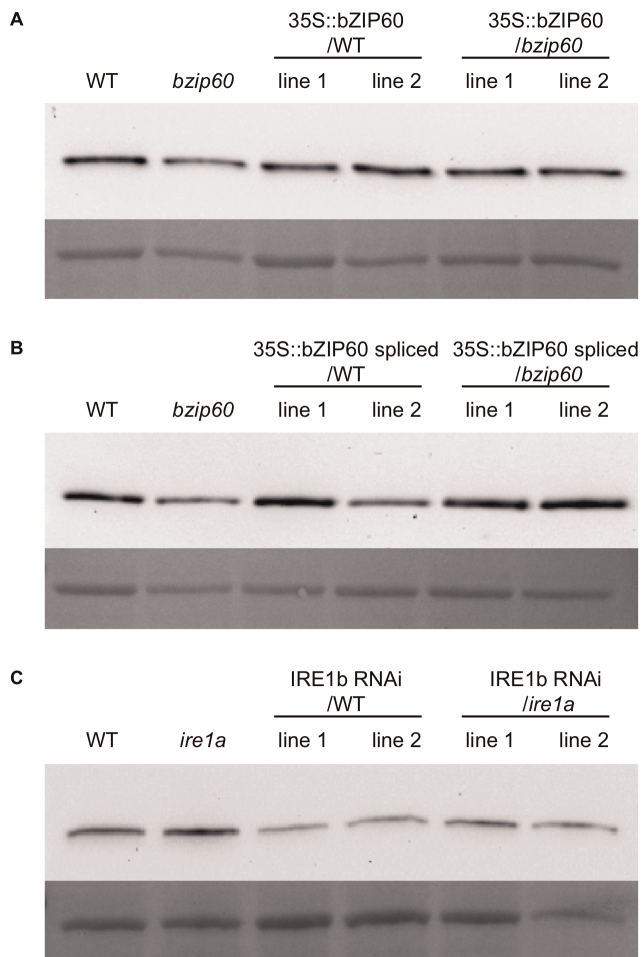 A
35S::bZIP60
/WT
35S::bZIP60
/bzip60
WT bzip60 line 1 line 2 line 1 line 2
B
35S::bZIP60 spliced
/WT
35S::bZIP60 spliced
/bzip60
WT bzip60 line 1 line 2 line 1 line 2
C
IRE1b RNAi
/WT
IRE1b RNAi
/ire1a
WT ire1a line 1 line 2 line 1 line 2